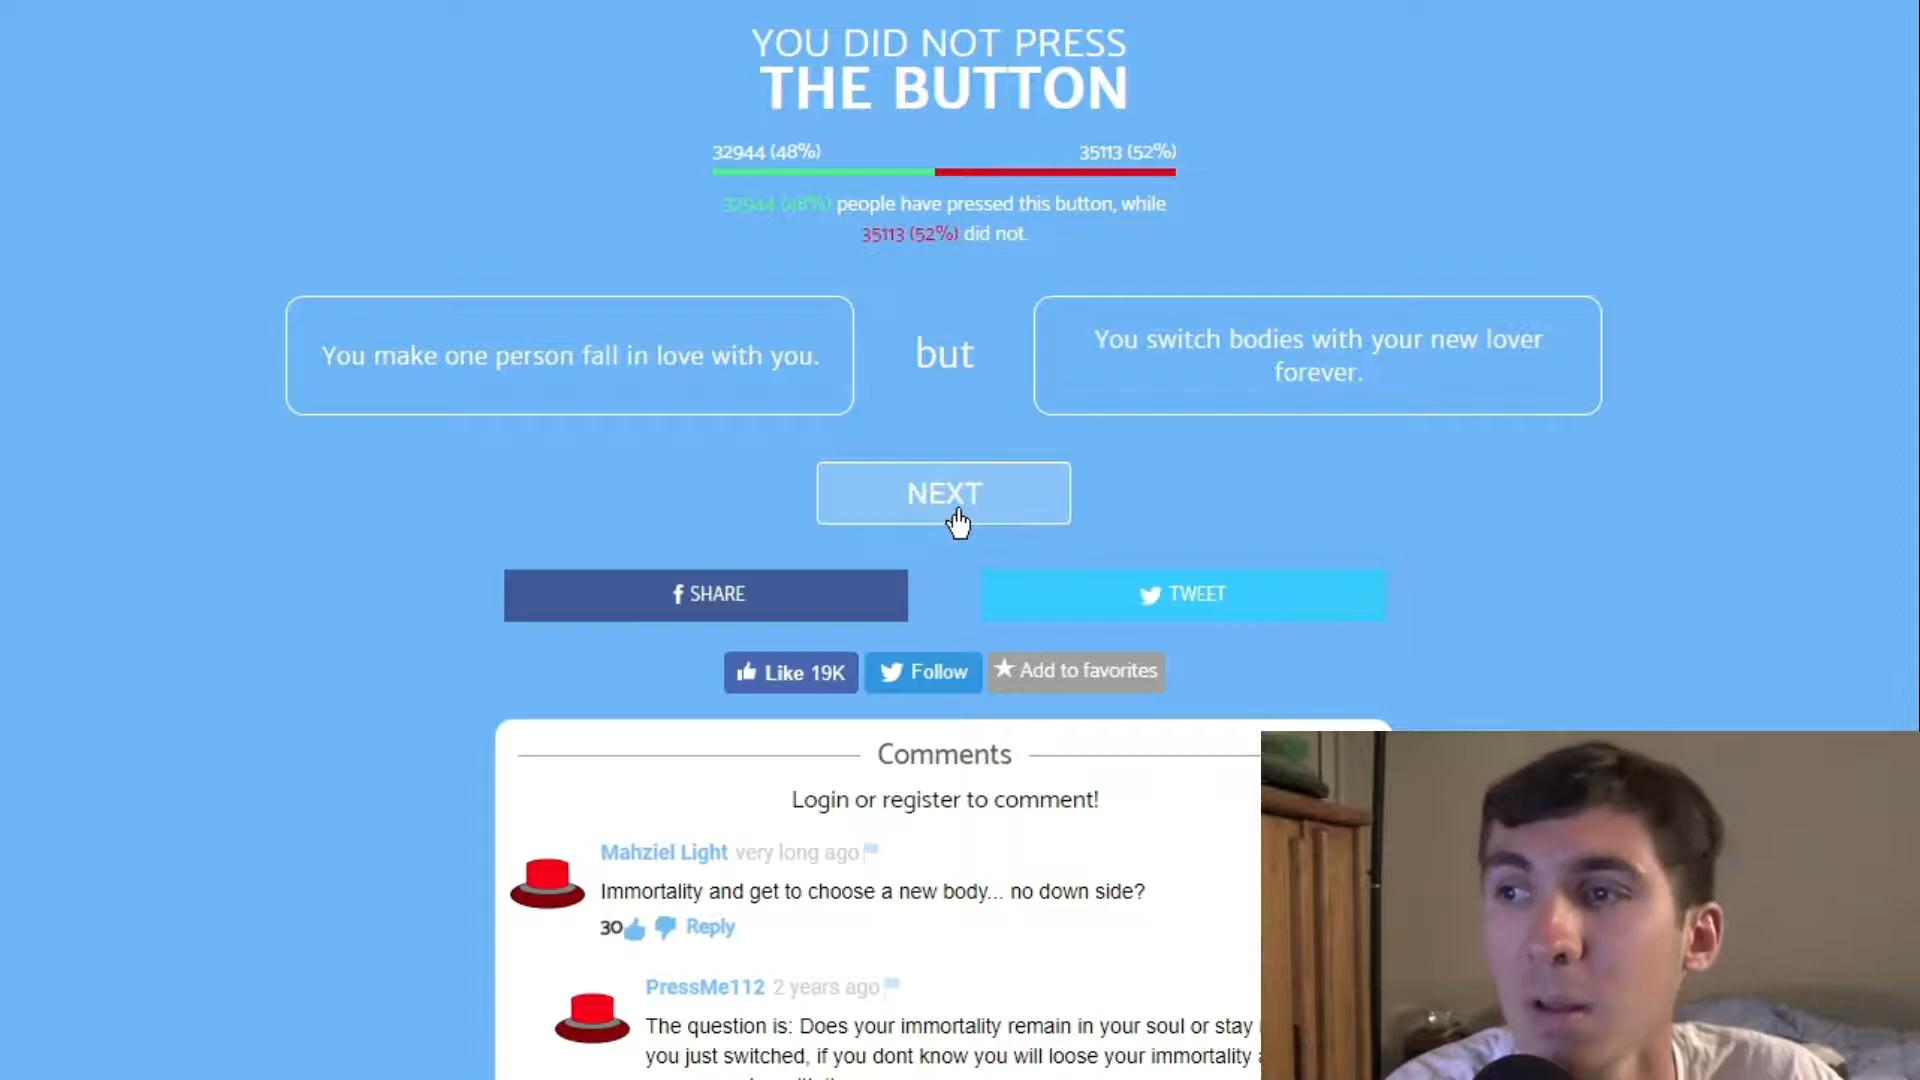 YOU DID NOT PRESS
THE BUTTON
32944 (48%) 35113 (52%)
32944 (48%) people have pressed this button, while
35113 (52%) did not.
You make one person fall in love with you.
but
You switch bodies with your new lover
forever.
NEXT
f SHARE
TWEET
Like 19K
Follow
Add to favorites
Comments
Login or register to comment!
Mahziel Light very long ago
Immortality and get to choose a new body... no down side?
30 Reply
PressMe112 2 years ago
The question is: Does your immortality remain in your soul or stay
you just switched, if you dont know you will loose your immortality